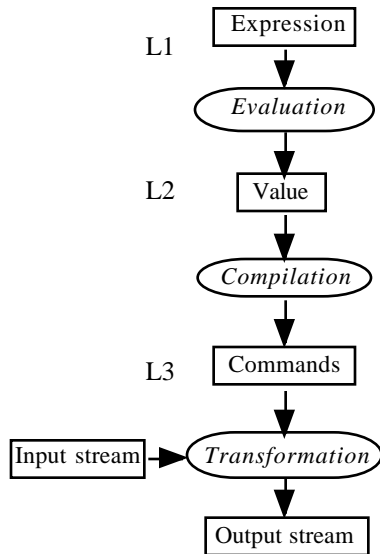 Expression
L1
Evaluation
L2
Value
Compilation
L3
Commands
Input stream
Transformation
Output stream